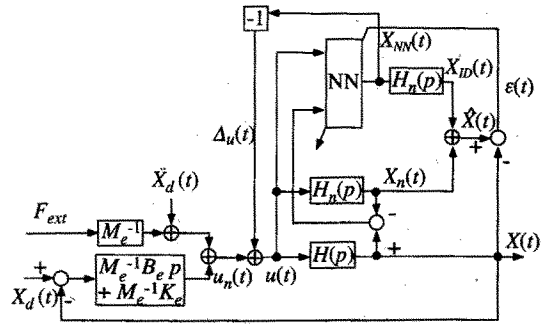 -1
X_NN(t)
NN
H_n(p)
X_ID(t)
ε(t)
X̂(t)
+
-
Δ_u(t)
Ẍ_d(t)
H_n(p)
X_n(t)
-
F_ext
M_e^-1
+
X_d(t)
-
M_e^-1 B_e p
+ M_e^-1 K_e
u_n(t)
u(t)
H(p)
+
X(t)